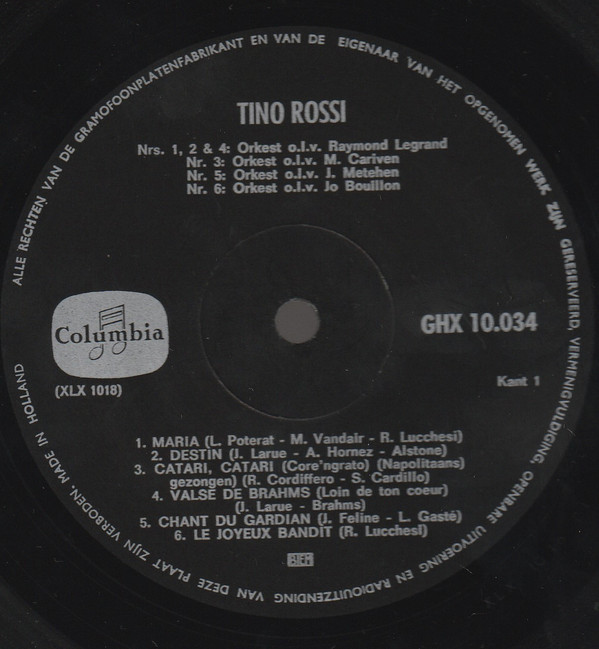 ALLE RECHTEN VAN DE GRAMOFOONPLATENFABRIKANT EN VAN DE EIGENAAR VAN HET OPGENOMEN WERK ZIJN GERESERVEERD, VERMENIGVULDIGING, OPENBARE UITVOERING EN RADIOUITZENDING VAN DEZE PLAAT ZIJN VERBODEN. MADE IN HOLLAND
TINO ROSSI
Nrs. 1, 2 & 4: Orkest o.l.v. Raymond Legrand
Nr. 3: Orkest o.l.v. M. Cariven
Nr. 5: Orkest o.l.v. J. Metehen
Nr. 6: Orkest o.l.v. Jo Bouillon
Columbia
(XLX 1018)
GHX 10.034
Kant 1
1. MARIA (L. Poterat - M. Vandair - R. Lucchesi)
2. DESTIN (J. Larue - A. Hornez - Alstone)
3. CATARI, CATARI (Core'ngrato) (Napolitaans)
gezongen) (R. Cordiffero - S. Cardillo)
4. VALSE DE BRAHMS (Loin de ton coeur)
(J. Larue - Brahms)
5. CHANT DU GARDIAN (J. Feline - L. Gasté)
6. LE JOYEUX BANDIT (R. Lucchesi)
BIEM